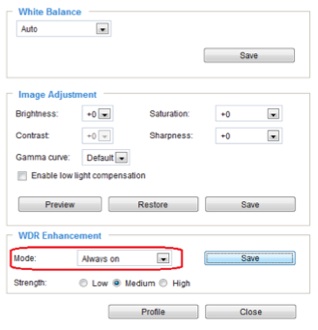 White Balance
Auto
Save
Image Adjustment
Brightness: +0 Saturation: +0
Contrast: +0 Sharpness: +0
Gamma curve: Default
Enable low light compensation
Preview Restore Save
WDR Enhancement
Mode: Always on Save
Strength: Low Medium High
Profile Close